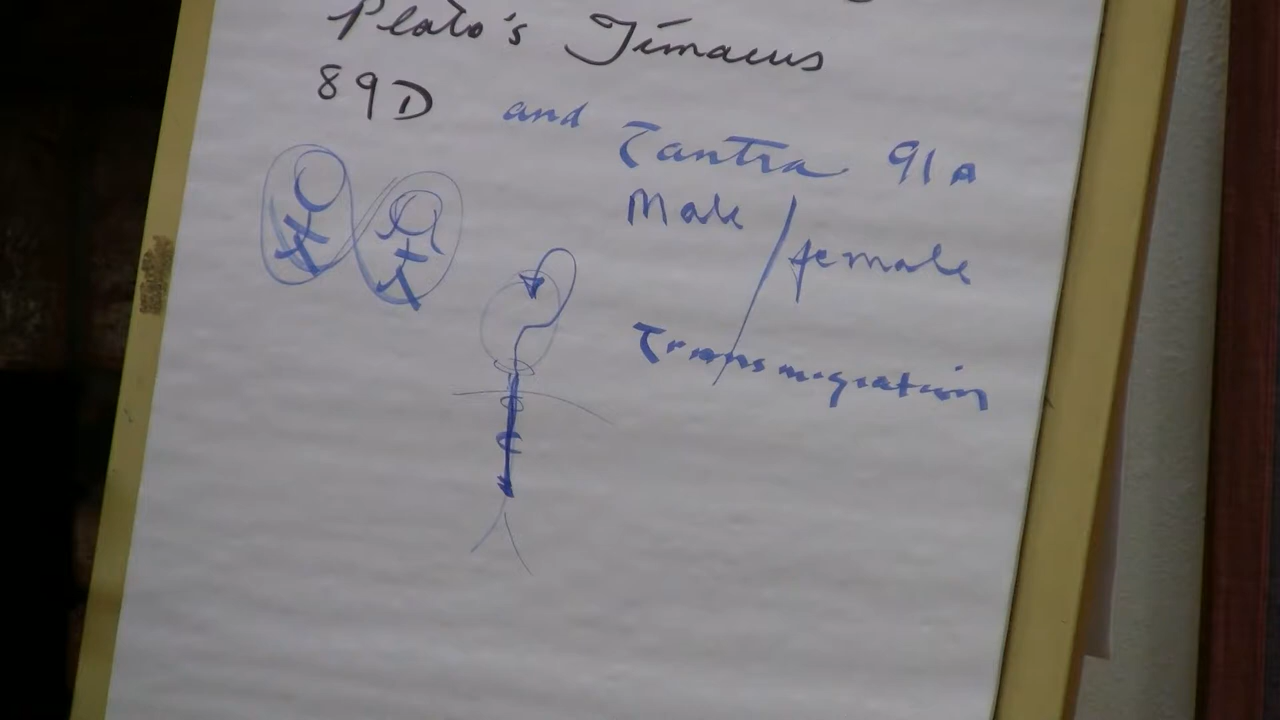 Plato's Timaeus
89D and Tantra 91a
Male / female
Transmigration